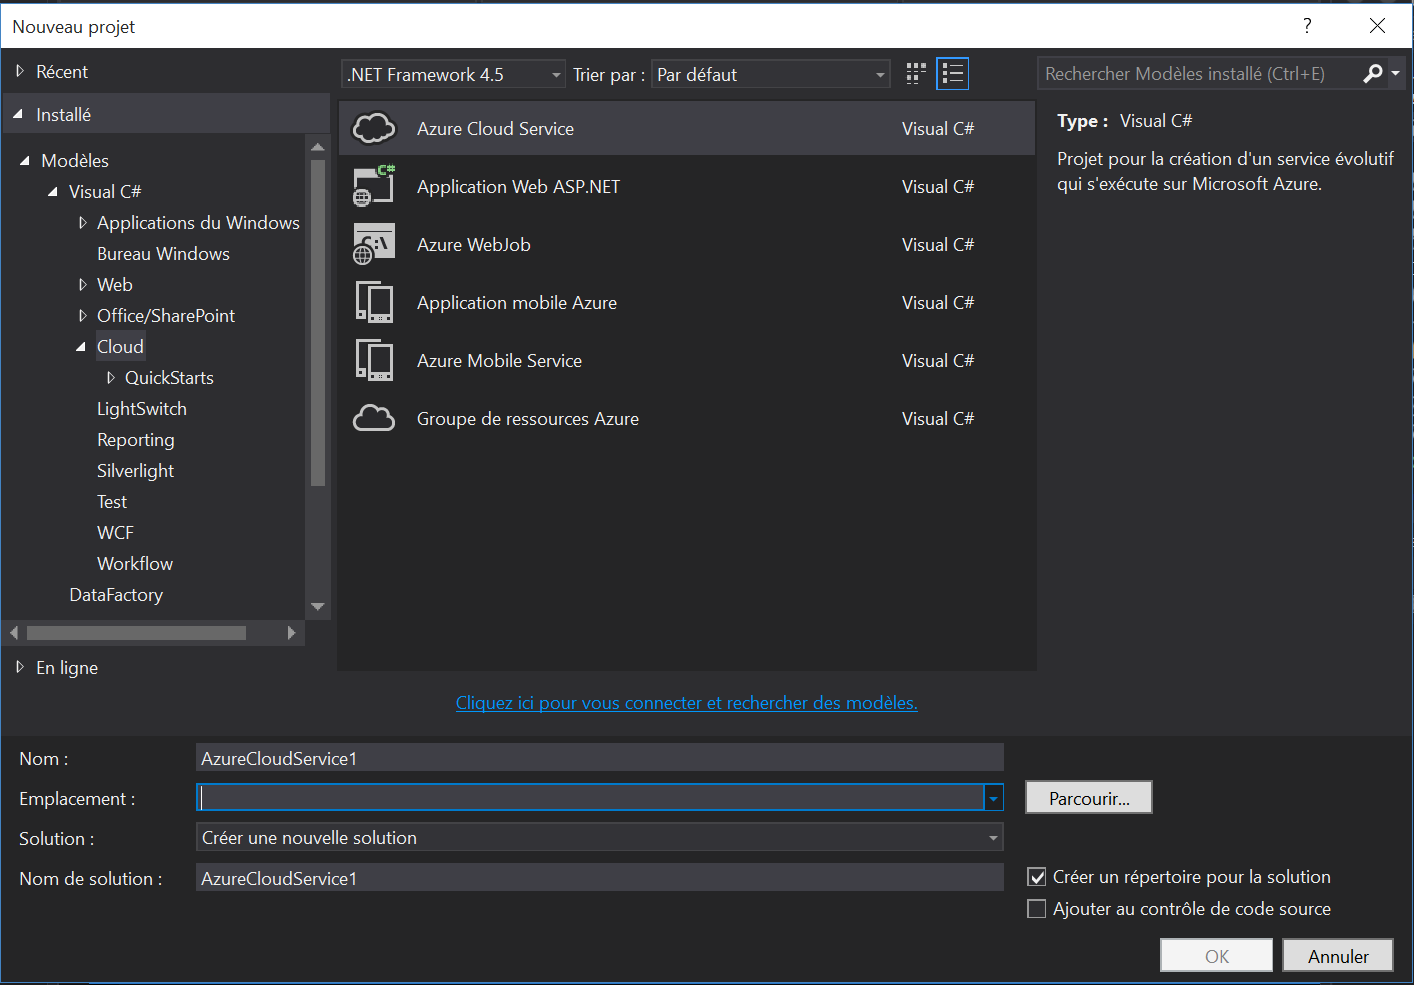 Nouveau projet
?
Récent
Installé
Modèles
Visual C#
Applications du Windows
Bureau Windows
Web
Office/SharePoint
Cloud
QuickStarts
LightSwitch
Reporting
Silverlight
Test
WCF
Workflow
DataFactory
En ligne
.NET Framework 4.5 Trier par : Par défaut
Azure Cloud Service Visual C#
Application Web ASP.NET Visual C#
Azure WebJob Visual C#
Application mobile Azure Visual C#
Azure Mobile Service Visual C#
Groupe de ressources Azure Visual C#
Cliquez ici pour vous connecter et rechercher des modèles.
Rechercher Modèles installé (Ctrl+E)
Type : Visual C#
Projet pour la création d'un service évolutif
qui s'exécute sur Microsoft Azure.
Nom : AzureCloudService1
Emplacement : Parcourir...
Solution : Créer une nouvelle solution
Nom de solution : AzureCloudService1
Créer un répertoire pour la solution
Ajouter au contrôle de code source
OK Annuler